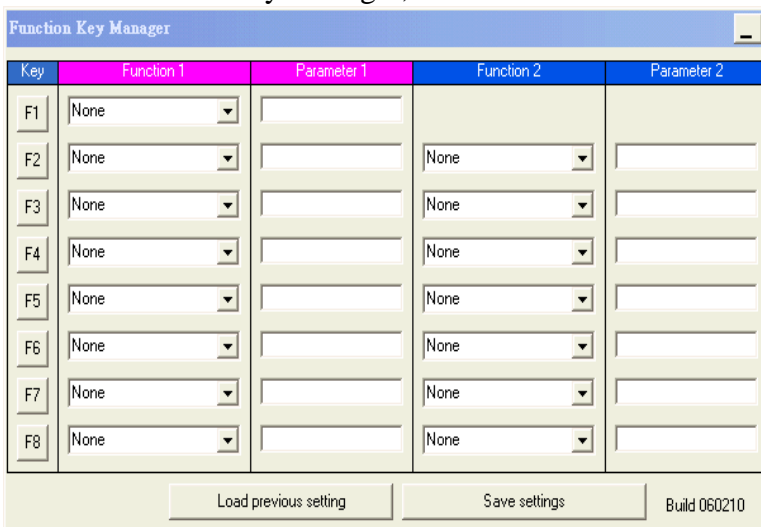 Function Key Manager
Key Function 1 Parameter 1 Function 2 Parameter 2
F1 None
F2 None None
F3 None None
F4 None None
F5 None None
F6 None None
F7 None None
F8 None None
Load previous setting Save settings Build 060210